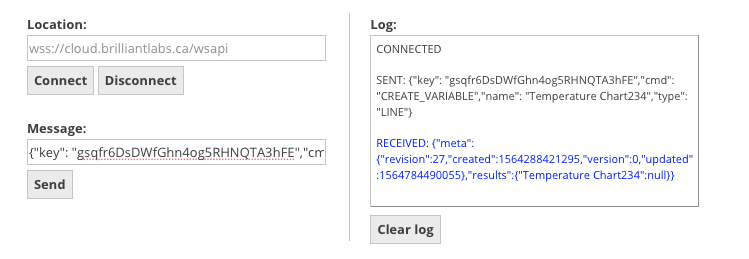 Location:
wss://cloud.brilliantlabs.ca/wsapi
Connect Disconnect
Message:
{"key": "gsqfr6DsDWfGhn4og5RHNQTA3hFE","cm
Send
Log:
CONNECTED
SENT: {"key": "gsqfr6DsDWfGhn4og5RHNQTA3hFE","cmd":
"CREATE_VARIABLE","name": "Temperature Chart234","type":
"LINE"}
RECEIVED: {"meta":
{"revision":27,"created":1564288421295,"version":0,"updated"
:1564784490055},"results":{"Temperature Chart234":null}}
Clear log